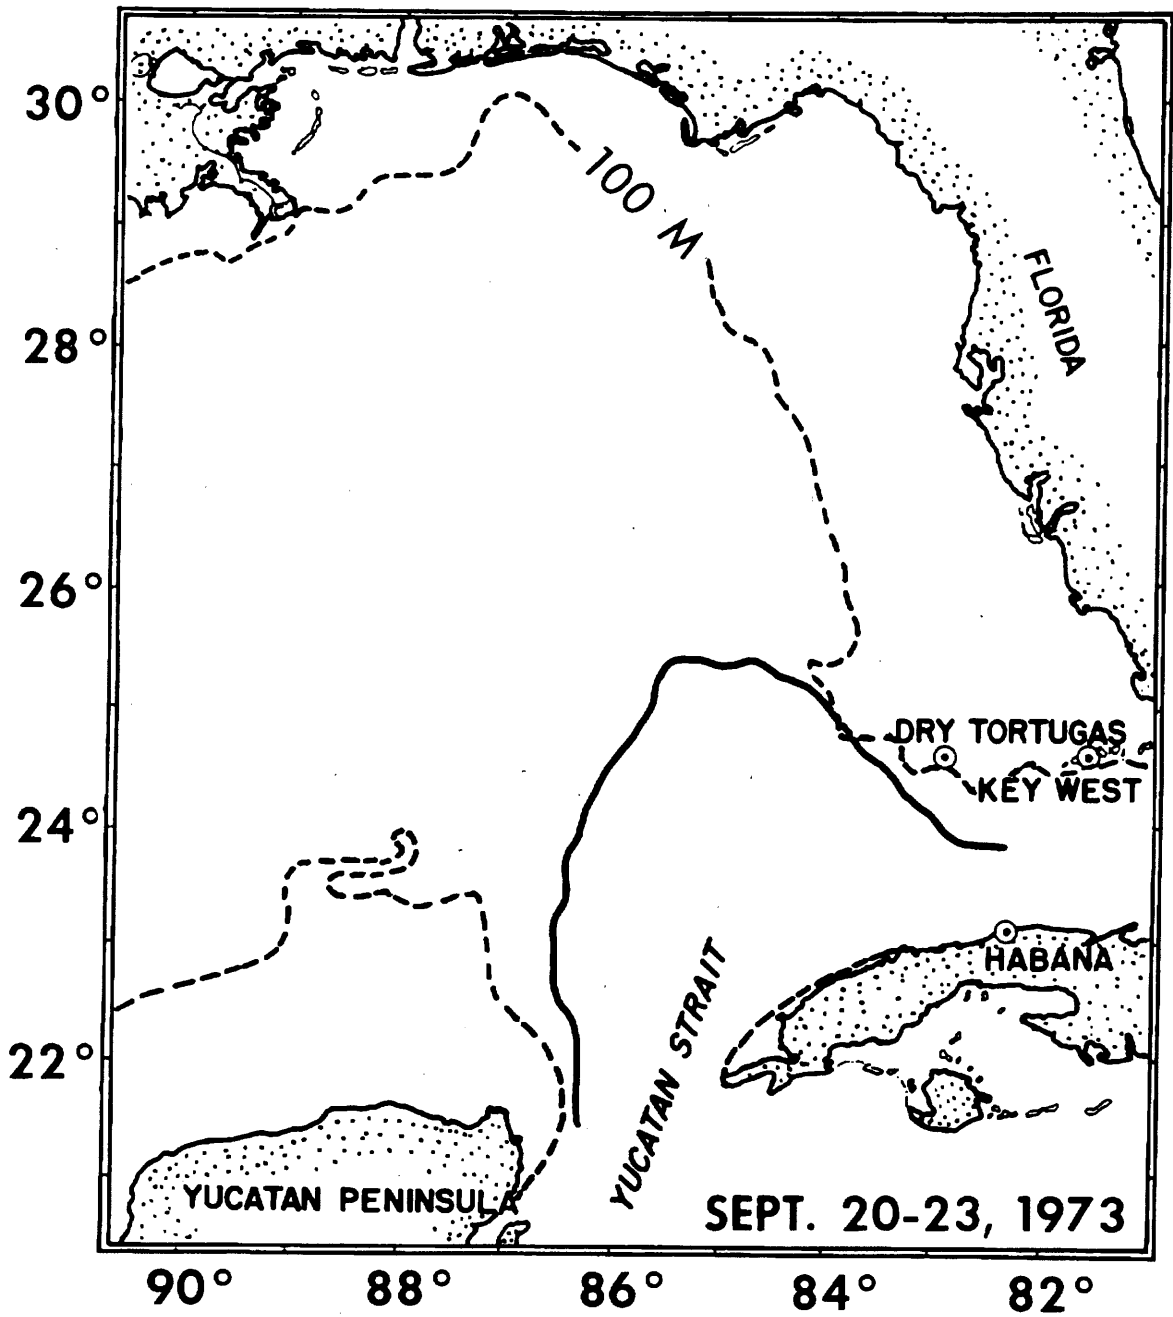 30°
100 M
FLORIDA
28°
26°
DRY TORTUGAS
KEY WEST
24°
HABANA
YUCATAN STRAIT
22°
YUCATAN PENINSULA
SEPT. 20-23, 1973
90° 88° 86° 84° 82°